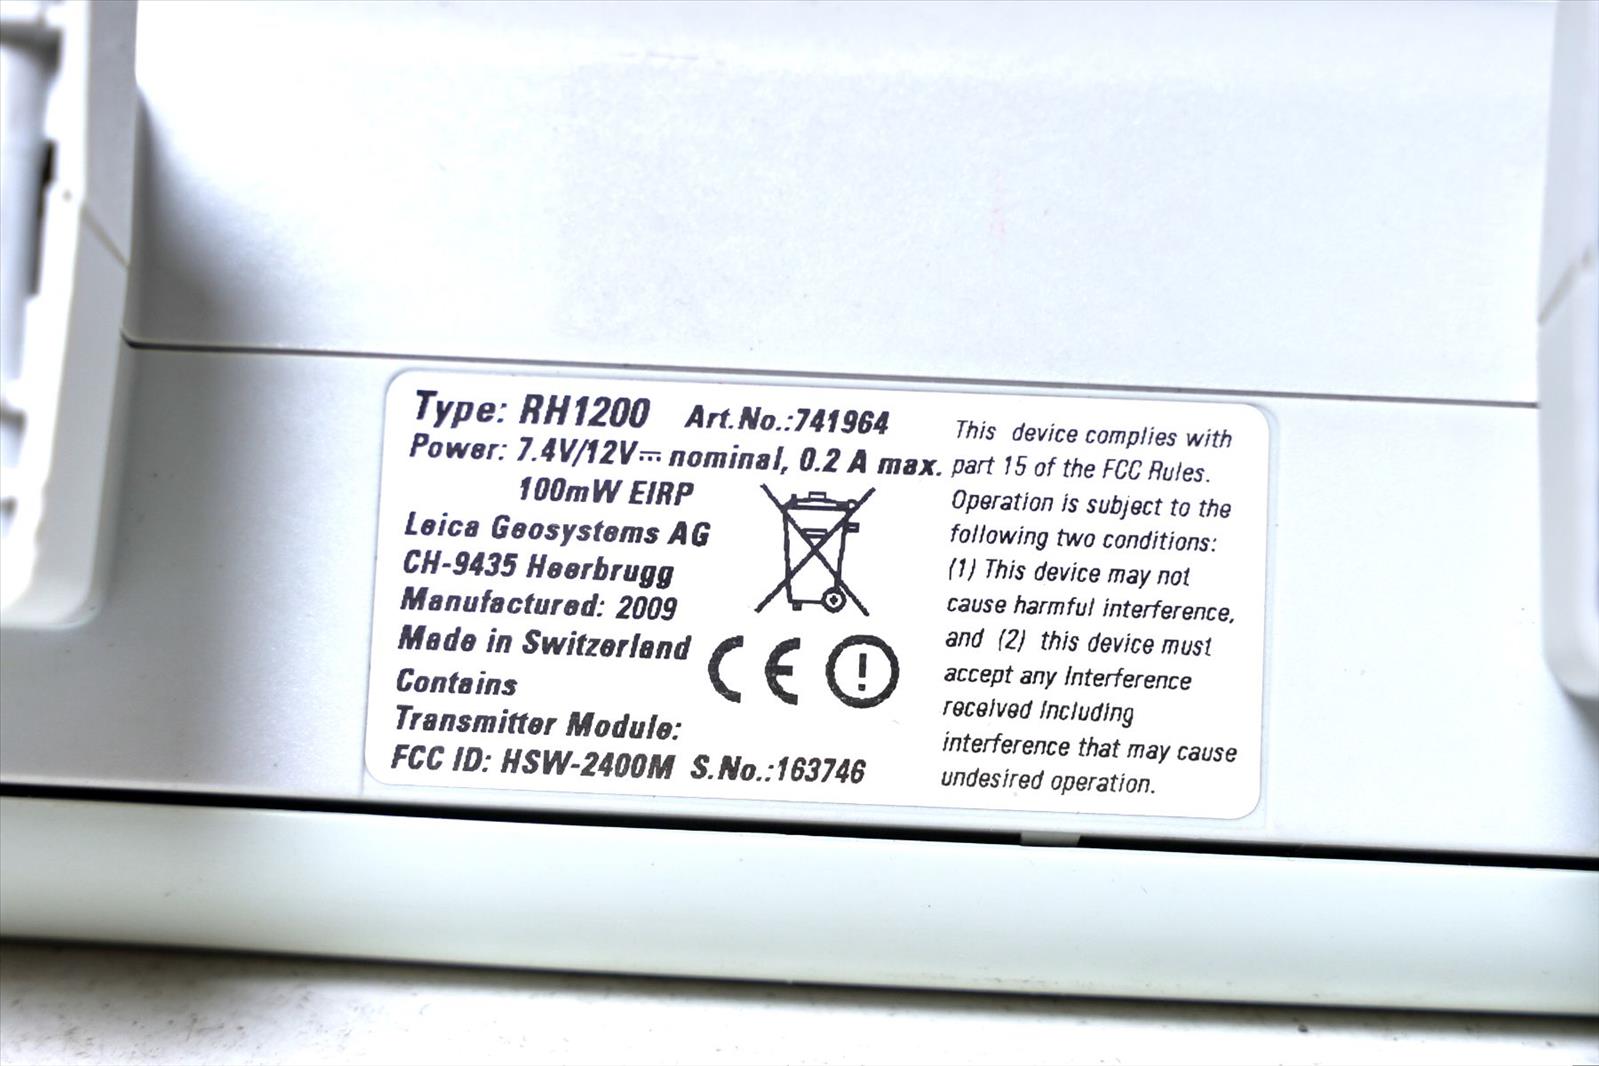 Type: RH1200 Art.No.:741964
Power: 7.4V/12V⎓ nominal, 0.2 A max.
100mW EIRP
Leica Geosystems AG
CH-9435 Heerbrugg
Manufactured: 2009
Made in Switzerland
Contains
Transmitter Module:
FCC ID: HSW-2400M S.No.:163746
CE
!
This device complies with
part 15 of the FCC Rules.
Operation is subject to the
following two conditions:
(1) This device may not
cause harmful interference,
and (2) this device must
accept any Interference
received Including
interference that may cause
undesired operation.